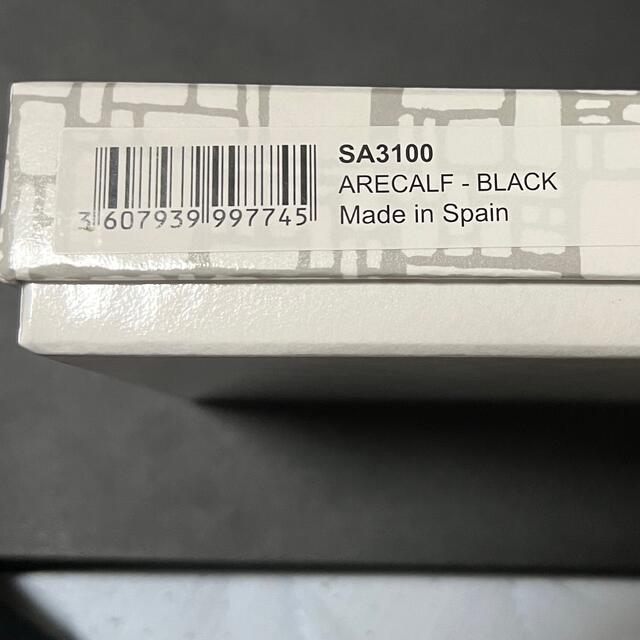 SA3100
ARECALF - BLACK
Made in Spain
3 607939 997745